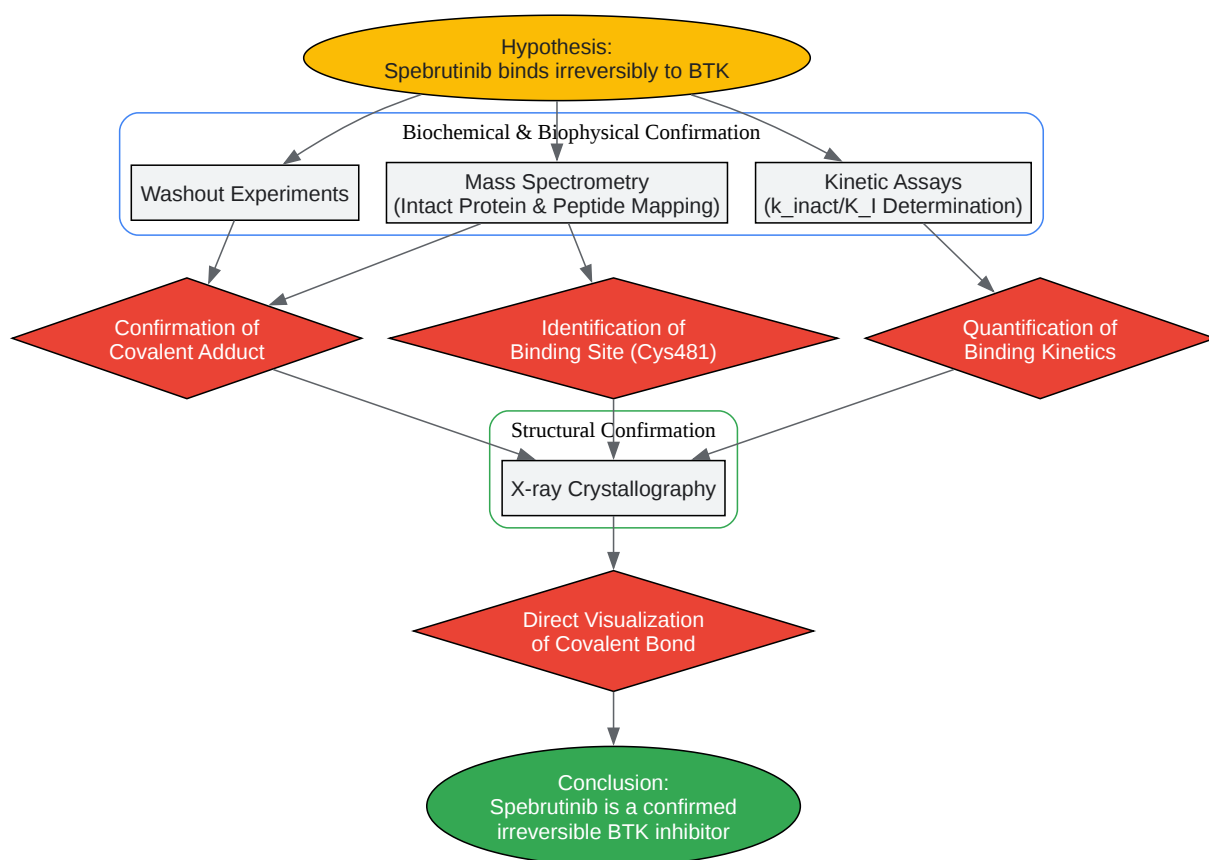 Hypothesis:
Spebrutinib binds irreversibly to BTK
Biochemical & Biophysical Confirmation
Washout Experiments
Mass Spectrometry
(Intact Protein & Peptide Mapping)
Kinetic Assays
(k_inact/K_I Determination)
Confirmation of
Covalent Adduct
Identification of
Binding Site (Cys481)
Quantification of
Binding Kinetics
Structural Confirmation
X-ray Crystallography
Direct Visualization
of Covalent Bond
Conclusion:
Spebrutinib is a confirmed
irreversible BTK inhibitor